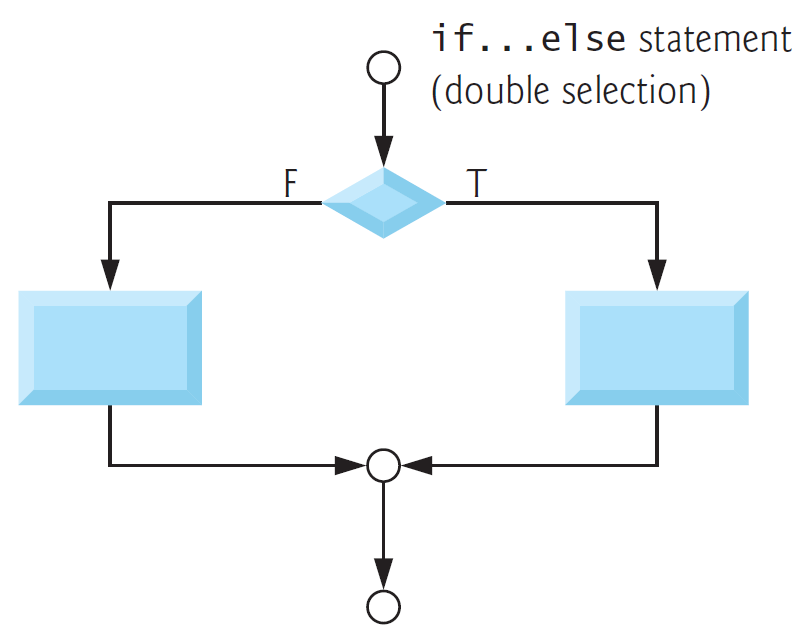 if...else statement
(double selection)
F
T